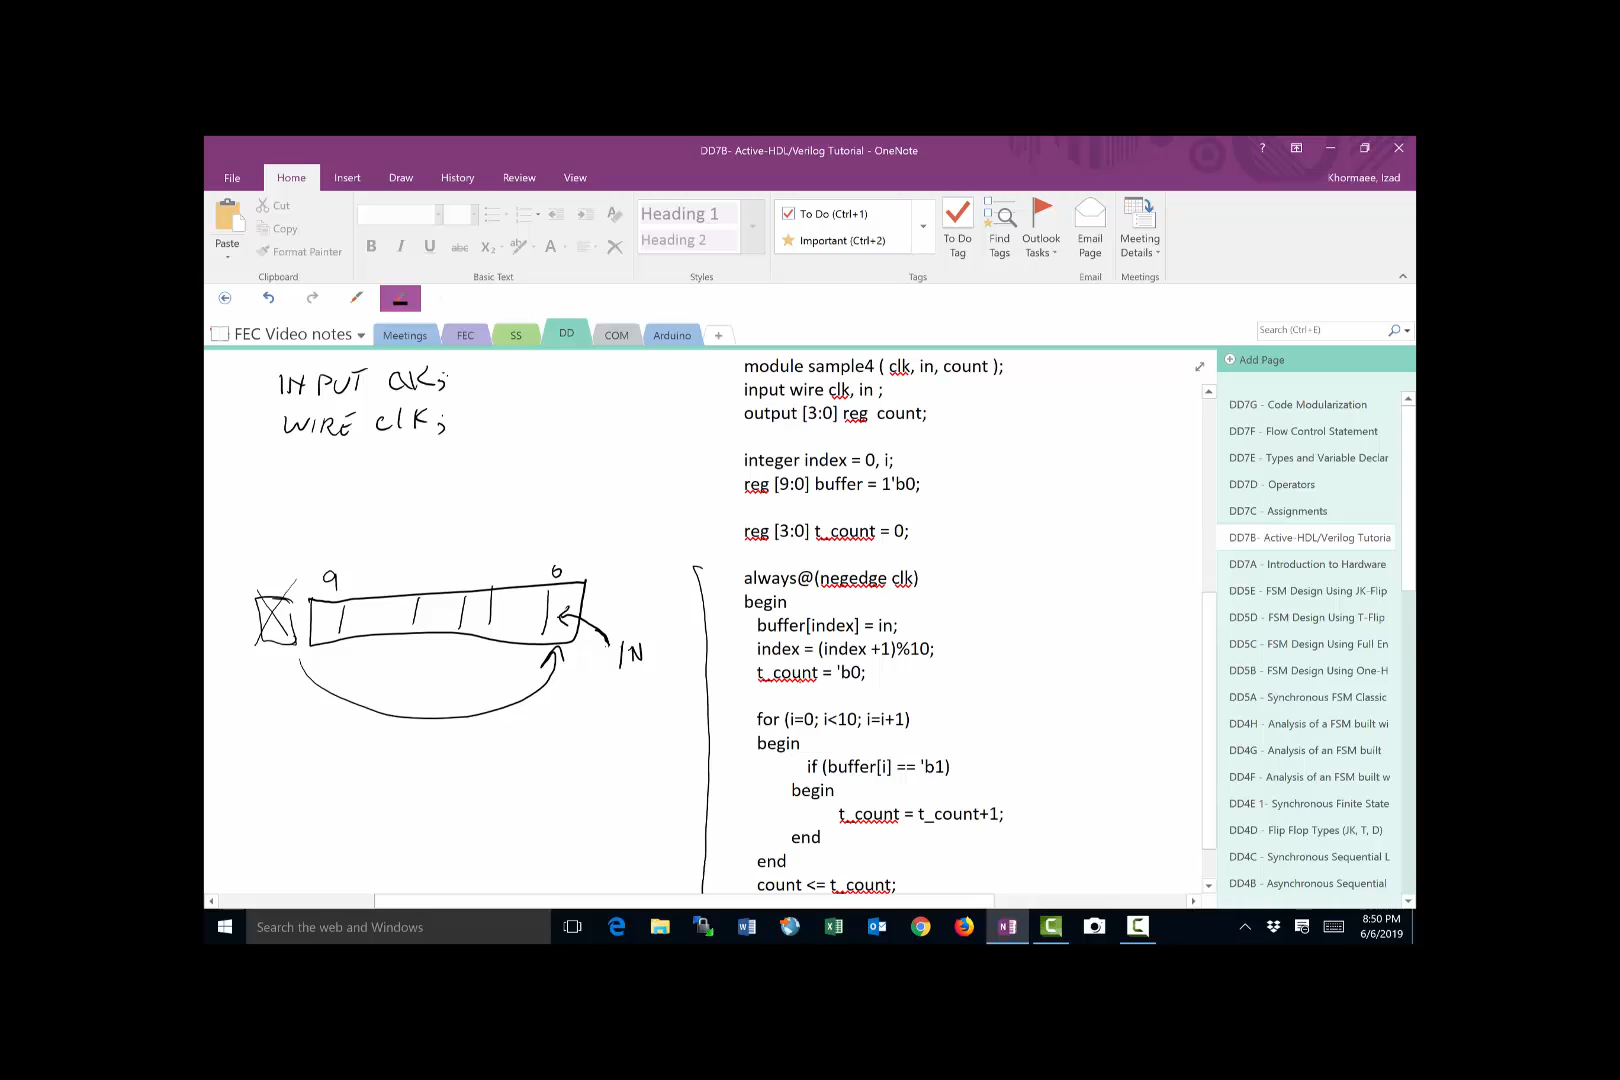 DD7B- Active-HDL/Verilog Tutorial - OneNote
?
File Home Insert Draw History Review View
Khormaee, Izad
Paste
Cut
Copy
Format Painter
Clipboard
B I U abc X₂ A
Basic Text
Heading 1
Heading 2
Styles
To Do (Ctrl+1)
Important (Ctrl+2)
Tags
To Do Tag
Find Tags
Outlook Tasks
Email Page
Email
Meeting Details
Meetings
FEC Video notes
Meetings FEC SS DD COM Arduino +
Search (Ctrl+E)
INPUT clk;
WIRE clk;
9 0
IN
module sample4 ( clk, in, count );
input wire clk, in ;
output [3:0] reg count;
integer index = 0, i;
reg [9:0] buffer = 1'b0;
reg [3:0] t_count = 0;
always@(negedge clk)
begin
buffer[index] = in;
index = (index +1)%10;
t_count = 'b0;
for (i=0; i<10; i=i+1)
begin
if (buffer[i] == 'b1)
begin
t_count = t_count+1;
end
end
count <= t_count;
Add Page
DD7G - Code Modularization
DD7F - Flow Control Statement
DD7E - Types and Variable Declar
DD7D - Operators
DD7C - Assignments
DD7B- Active-HDL/Verilog Tutoria
DD7A - Introduction to Hardware
DD5E - FSM Design Using JK-Flip
DD5D - FSM Design Using T-Flip
DD5C - FSM Design Using Full En
DD5B - FSM Design Using One-H
DD5A - Synchronous FSM Classic
DD4H - Analysis of a FSM built wi
DD4G - Analysis of an FSM built
DD4F - Analysis of an FSM built w
DD4E 1- Synchronous Finite State
DD4D - Flip Flop Types (JK, T, D)
DD4C - Synchronous Sequential L
DD4B - Asynchronous Sequential
Search the web and Windows
8:50 PM
6/6/2019